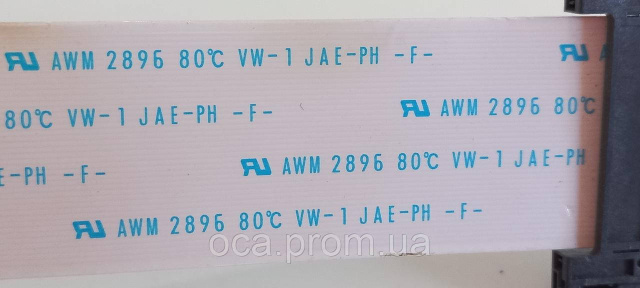 AWM 2896 80℃ VW-1 JAE-PH -F-
80℃ VW-1 JAE-PH -F- AWM 2896 80℃
E-PH -F- AWM 2896 80℃ VW-1 JAE-PH
AWM 2896 80℃ VW-1 JAE-PH -F-
oca.prom.ua